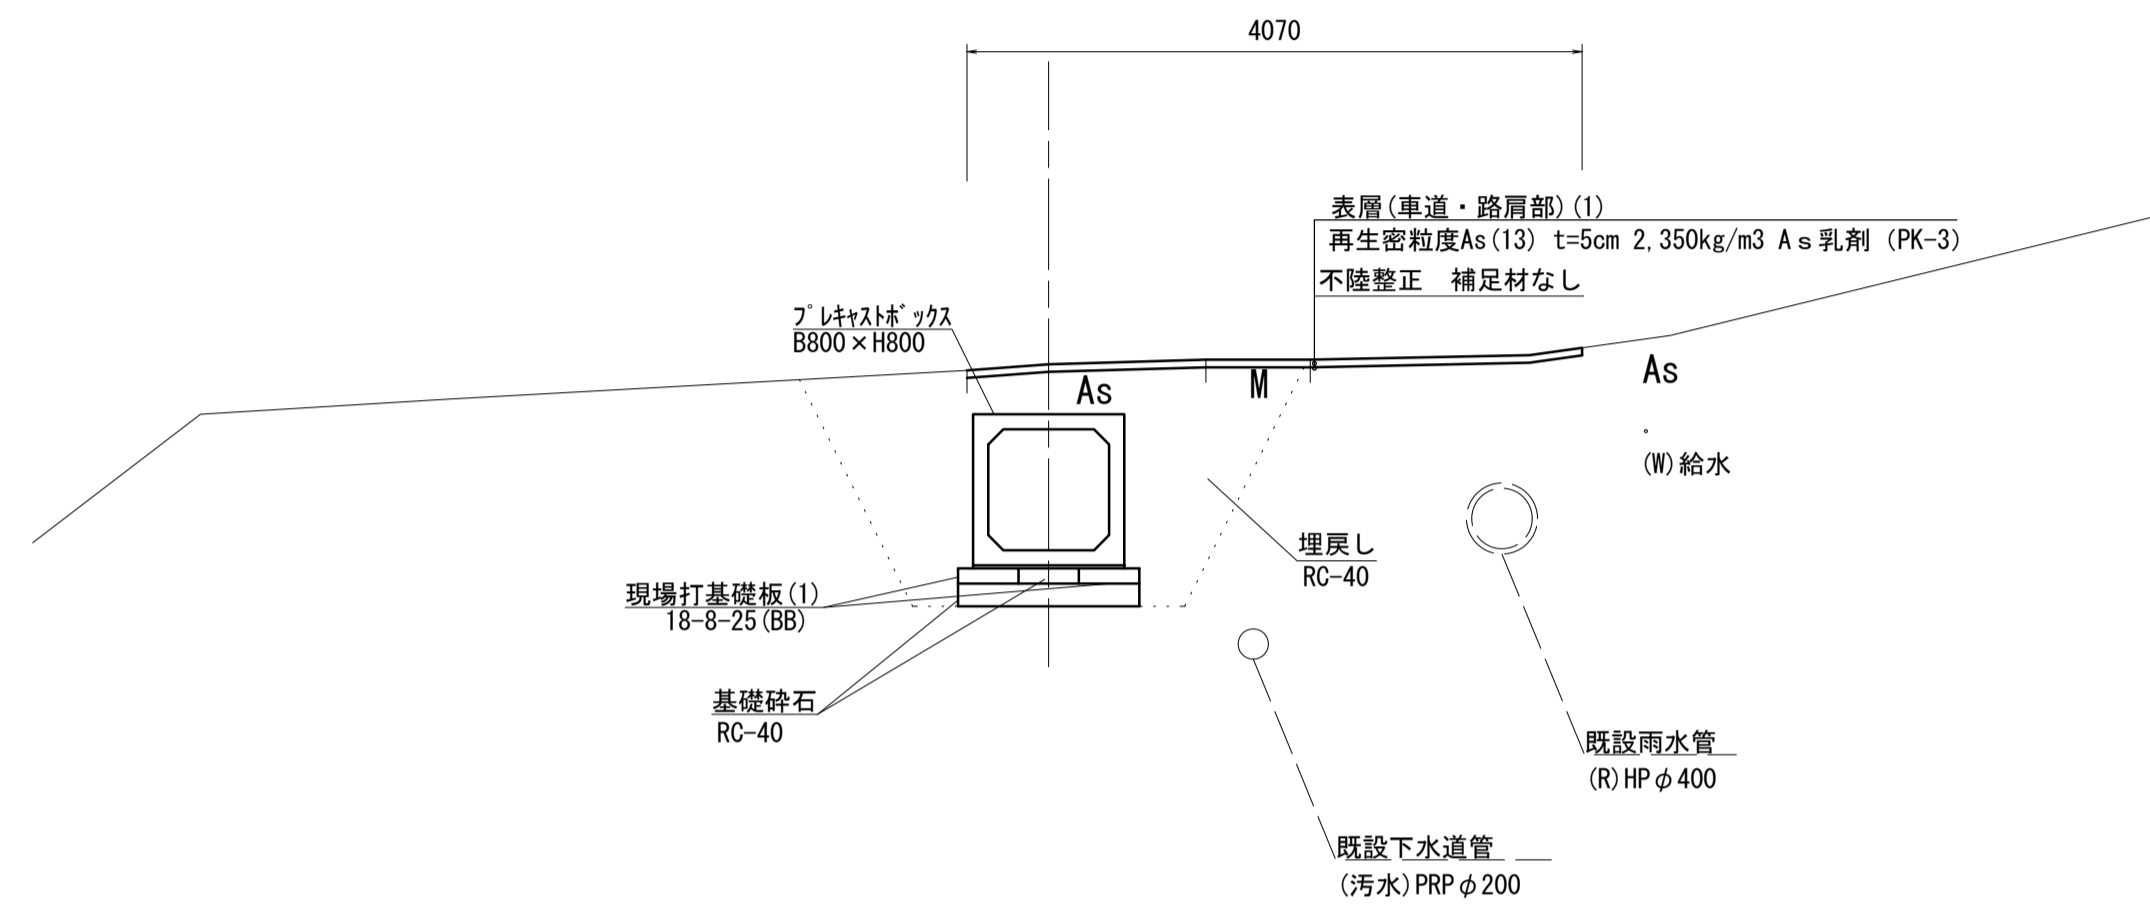 4070
表層(車道・路肩部)(1)
再生密粒度As(13) t=5cm 2,350kg/m3 Ａｓ乳剤 (PK-3)
不陸整正　補足材なし
ﾌﾟﾚｷｬｽﾄﾎﾞｯｸｽ
B800×H800
As
M
As
(W)給水
埋戻し
RC-40
現場打基礎板(1)
18-8-25(BB)
基礎砕石
RC-40
既設雨水管
(R)HPφ400
既設下水道管
(汚水)PRPφ200